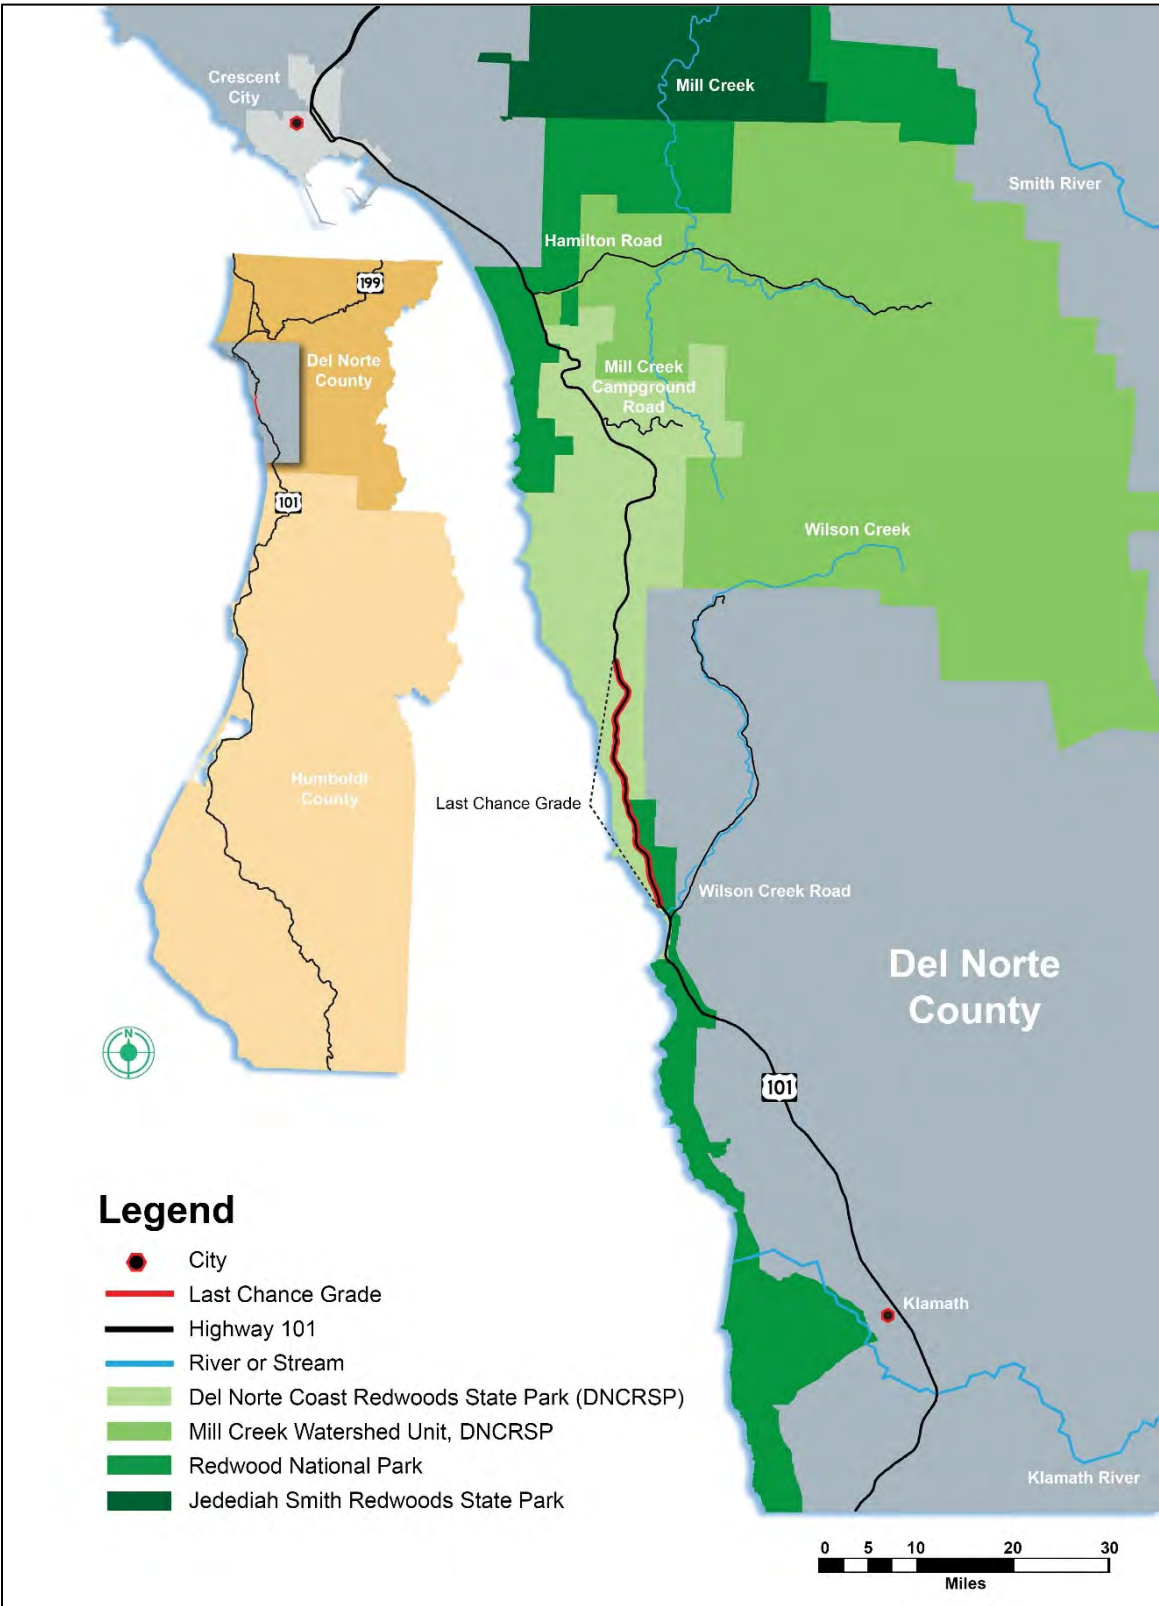 Crescent
City
Mill Creek
Smith River
Hamilton Road
199
Del Norte
County
Mill Creek
Campground
Road
101
Wilson Creek
Humboldt
County
Last Chance Grade
Wilson Creek Road
Del Norte
County
N
101
Klamath
Klamath River
Legend
City
Last Chance Grade
Highway 101
River or Stream
Del Norte Coast Redwoods State Park (DNCRSP)
Mill Creek Watershed Unit, DNCRSP
Redwood National Park
Jedediah Smith Redwoods State Park
0 5 10 20 30
Miles